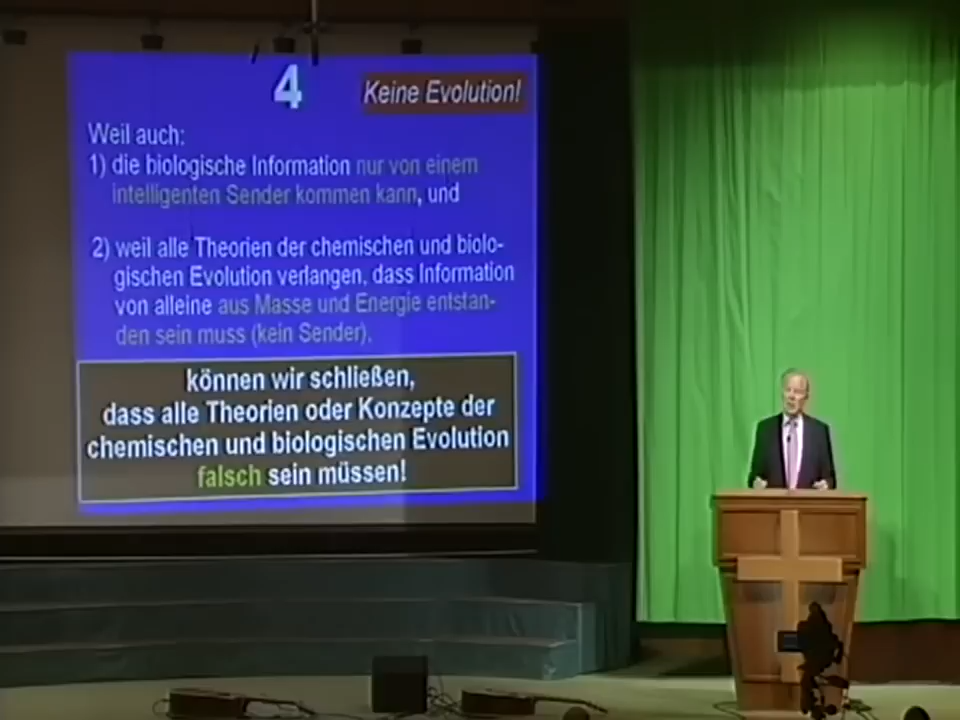 4
Keine Evolution!
Weil auch:
1) die biologische Information nur von einem
intelligenten Sender kommen kann, und
2) weil alle Theorien der chemischen und biolo-
gischen Evolution verlangen, dass Information
von alleine aus Masse und Energie entstan-
den sein muss (kein Sender),
können wir schließen,
dass alle Theorien oder Konzepte der
chemischen und biologischen Evolution
falsch sein müssen!